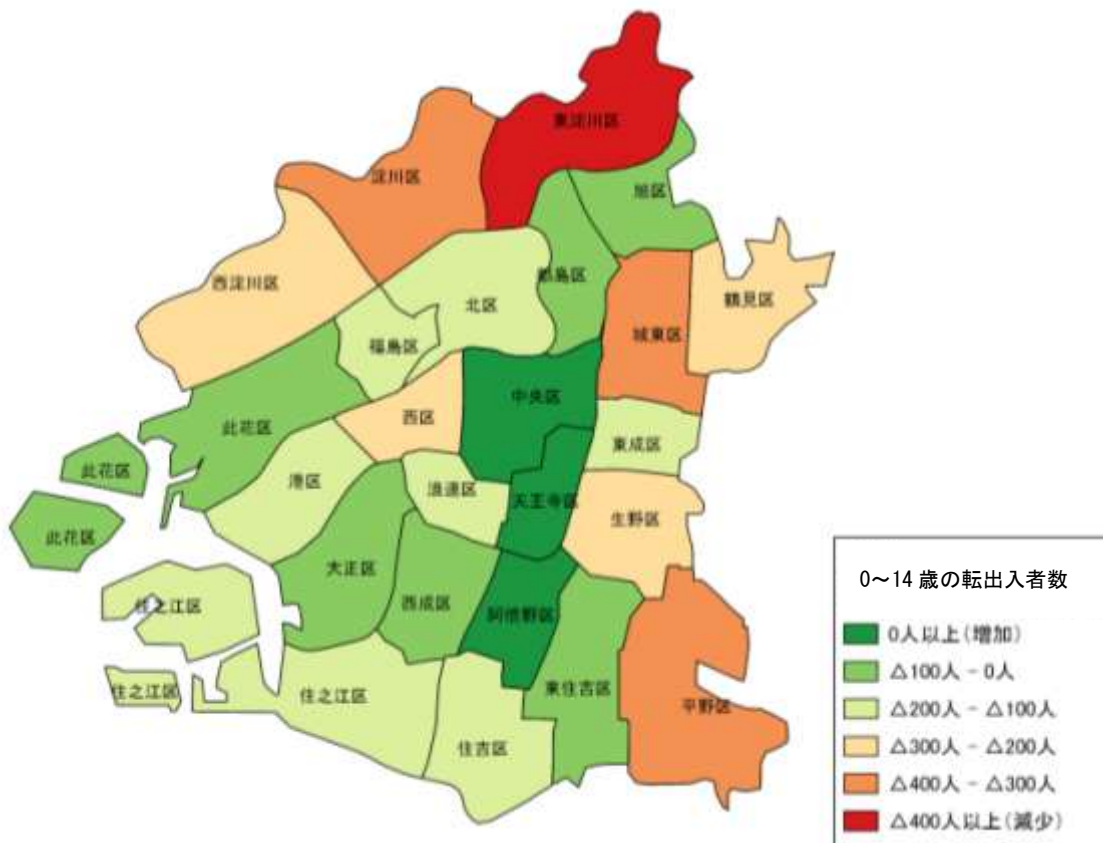 東淀川区
淀川区
旭区
西淀川区
都島区
鶴見区
北区
城東区
福島区
中央区
西区
此花区
東成区
此花区
港区
浪速区
天王寺区
生野区
此花区
大正区
西成区
住之江区
阿倍野区
東住吉区
住之江区
住之江区
平野区
住吉区
0~14 歳の転出入者数
0人以上(増加)
△100人 - 0人
△200人 - △100人
△300人 - △200人
△400人 - △300人
△400人以上(減少)